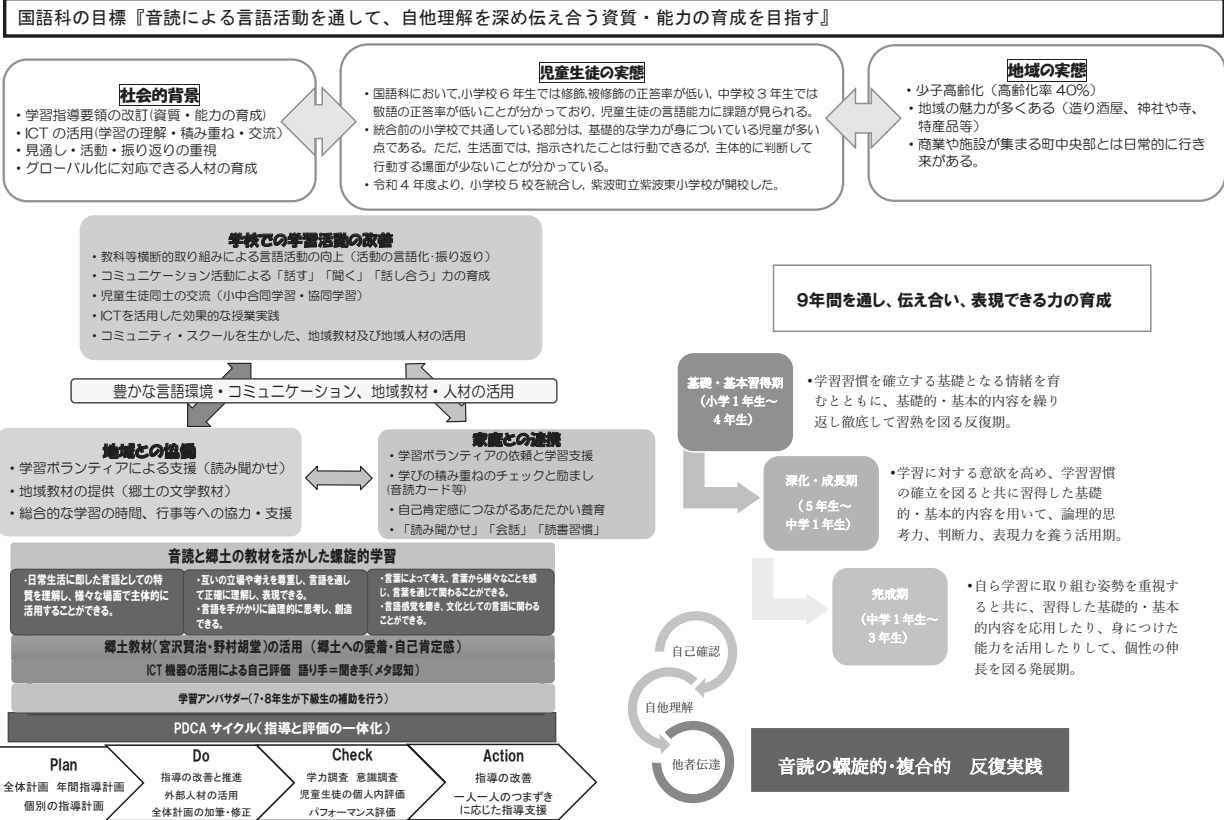 国語科の目標『音読による言語活動を通して、自他理解を深め伝え合う資質・能力の育成を目指す』
社会的背景
・学習指導要領の改訂(資質・能力の育成)
・ICT の活用(学習の理解・積み重ね・交流)
・見通し・活動・振り返りの重視
・グローバル化に対応できる人材の育成
児童生徒の実態
・国語科において,小学校６年生では修飾,被修飾の正答率が低い,中学校３年生では
敬語の正答率が低いことが分かっており,児童生徒の言語能力に課題が見られる。
・統合前の小学校で共通している部分は,基礎的な学力が身についている児童が多い
点である。ただ,生活面では,指示されたことは行動できるが,主体的に判断して
行動する場面が少ないことが分かっている。
・令和４年度より,小学校５校を統合し,紫波町立紫波東小学校が開校した。
地域の実態
・少子高齢化（高齢化率 40%）
・地域の魅力が多くある（造り酒屋、神社や寺、
特産品等）
・商業や施設が集まる町中央部とは日常的に行き
来がある。
学校での学習活動の改善
・教科等横断的取り組みによる言語活動の向上（活動の言語化･振り返り）
・コミュニケーション活動による「話す」「聞く」「話し合う」力の育成
・児童生徒同士の交流（小中合同学習・協同学習）
・ICTを活用した効果的な授業実践
・コミュニティ・スクールを生かした、地域教材及び地域人材の活用
豊かな言語環境・コミュニケーション、地域教材・人材の活用
地域との協働
・学習ボランティアによる支援（読み聞かせ）
・地域教材の提供（郷土の文学教材）
・総合的な学習の時間、行事等への協力・支援
家庭との連携
・学習ボランティアの依頼と学習支援
・学びの積み重ねのチェックと励まし
(音読カード等)
・自己肯定感につながるあたたかい養育
・「読み聞かせ」「会話」「読書習慣」
音読と郷土の教材を活かした螺旋的学習
・日常生活に即した言語としての特
質を理解し、様々な場面で主体的に
活用することができる。
・互いの立場や考えを尊重し、言語を通し
て正確に理解し、表現できる。
・言語を手がかりに論理的に思考し、創造
できる。
・言葉によって考え、言葉から様々なことを感
じ、言葉を通じて関わることができる。
・言語感覚を磨き、文化としての言語に関わる
ことができる。
郷土教材(宮沢賢治・野村胡堂)の活用 （郷土への愛着・自己肯定感）
ICT 機器の活用による自己評価 語り手＝聞き手(メタ認知)
学習アンバサダー(7・8年生が下級生の補助を行う)
PDCA サイクル(指導と評価の一体化)
Plan
全体計画 年間指導計画
個別の指導計画
Do
指導の改善と推進
外部人材の活用
全体計画の加筆・修正
Check
学力調査 意識調査
児童生徒の個人内評価
パフォーマンス評価
Action
指導の改善
一人一人のつまずき
に応じた指導支援
9年間を通し、伝え合い、表現できる力の育成
基礎・基本習得期
（小学１年生～
４年生）
•学習習慣を確立する基礎となる情緒を育
むとともに、基礎的・基本的内容を繰り
返し徹底して習熟を図る反復期。
深化・成長期
（５年生～
中学１年生）
•学習に対する意欲を高め、学習習慣
の確立を図ると共に習得した基礎
的・基本的内容を用いて、論理的思
考力、判断力、表現力を養う活用期。
完成期
（中学１年生～
３年生）
•自ら学習に取り組む姿勢を重視す
ると共に、習得した基礎的・基本
的内容を応用したり、身につけた
能力を活用したりして、個性の伸
長を図る発展期。
自己確認
自他理解
他者伝達
音読の螺旋的･複合的 反復実践